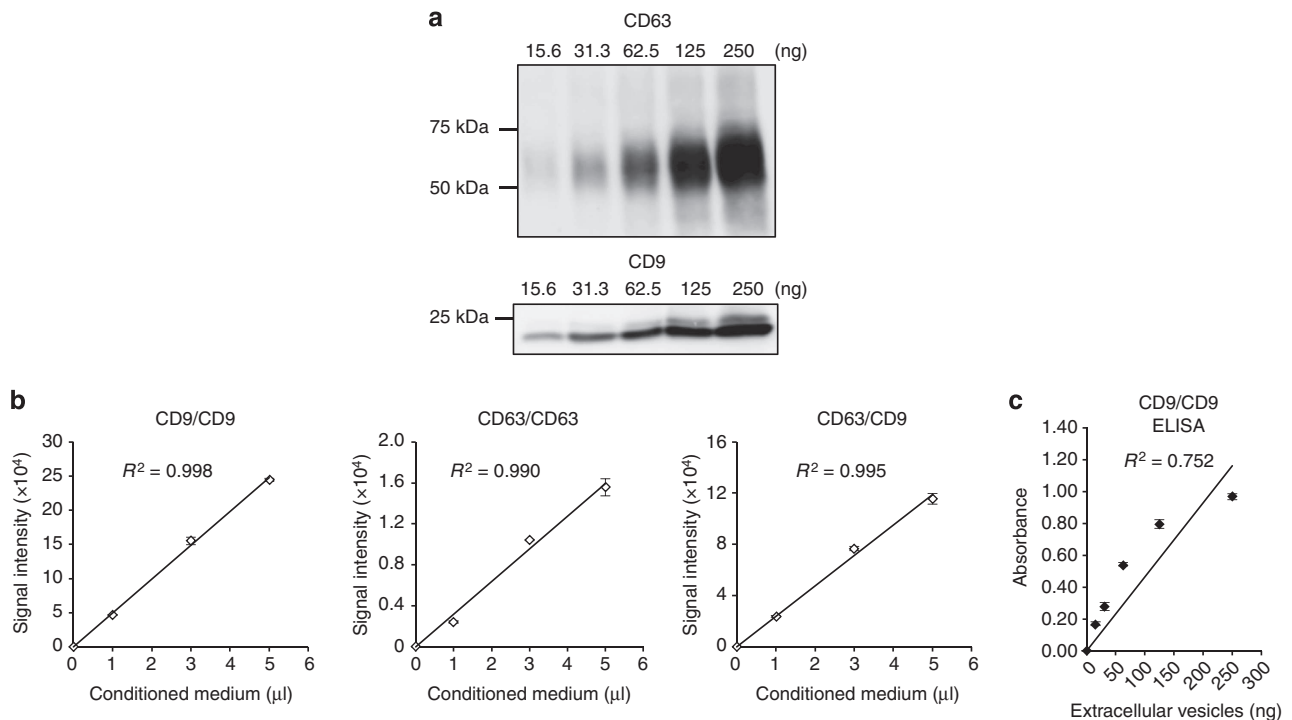 a
CD63
15.6 31.3 62.5 125 250 (ng)
75 kDa
50 kDa
CD9
15.6 31.3 62.5 125 250 (ng)
25 kDa
b
CD9/CD9
Signal intensity (×10⁴)
30
25
20
15
10
5
0
R² = 0.998
0 1 2 3 4 5 6
Conditioned medium (μl)
CD63/CD63
Signal intensity (×10⁴)
2.0
1.6
1.2
0.8
0.4
0
R² = 0.990
0 1 2 3 4 5 6
Conditioned medium (μl)
CD63/CD9
Signal intensity (×10⁴)
16
12
8
4
0
R² = 0.995
0 1 2 3 4 5 6
Conditioned medium (μl)
c
CD9/CD9
ELISA
Absorbance
1.40
1.20
1.00
0.80
0.60
0.40
0.20
0.00
R² = 0.752
0 50 100 150 200 250 300
Extracellular vesicles (ng)